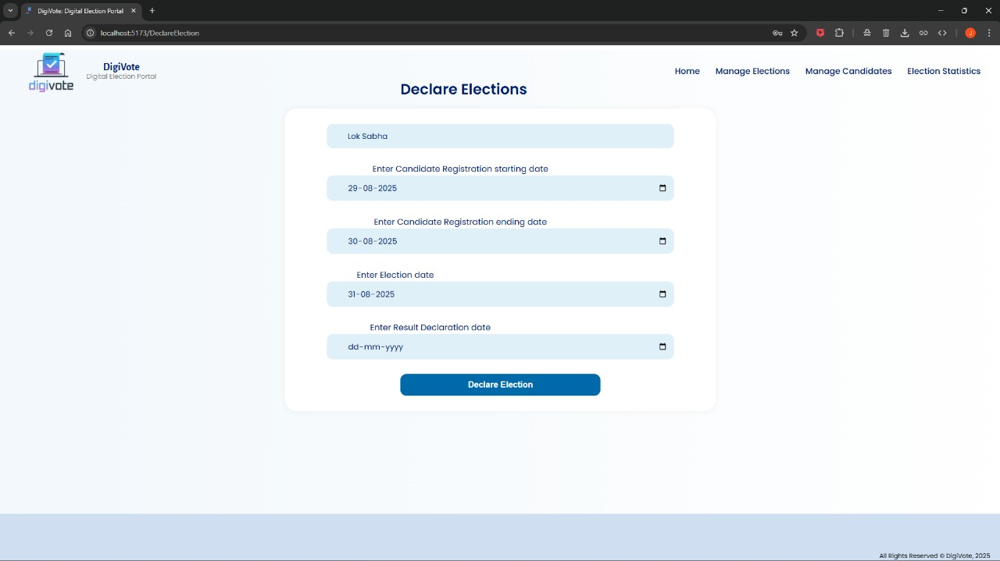 DigiVote: Digital Election Portal
localhost:5173/DeclareElection
J
digivote
DigiVote
Digital Election Portal
Home Manage Elections Manage Candidates Election Statistics
Declare Elections
Lok Sabha
Enter Candidate Registration starting date
29-08-2025
Enter Candidate Registration ending date
30-08-2025
Enter Election date
31-08-2025
Enter Result Declaration date
dd-mm-yyyy
Declare Election
All Rights Reserved © DigiVote, 2025